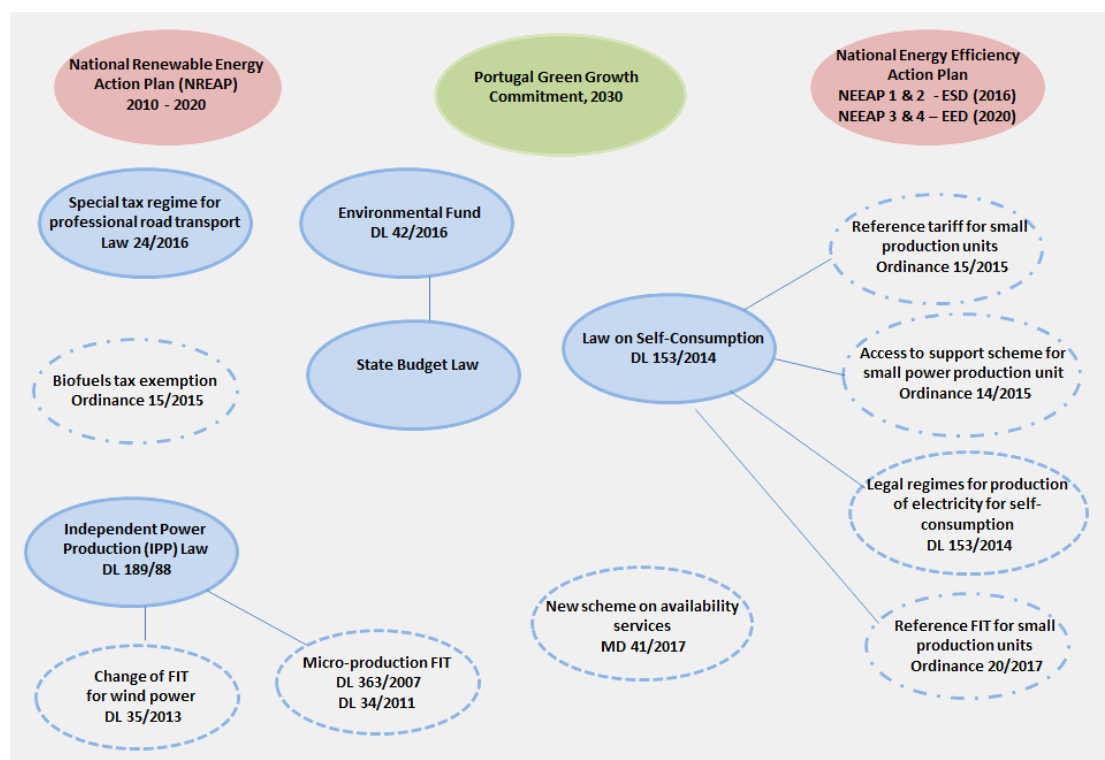 National Renewable Energy
Action Plan (NREAP)
2010 - 2020
Portugal Green Growth
Commitment, 2030
National Energy Efficiency
Action Plan
NEEAP 1 & 2 - ESD (2016)
NEEAP 3 & 4 – EED (2020)
Special tax regime for
professional road transport
Law 24/2016
Environmental Fund
DL 42/2016
Reference tariff for small
production units
Ordinance 15/2015
State Budget Law
Law on Self-Consumption
DL 153/2014
Access to support scheme for
small power production unit
Ordinance 14/2015
Biofuels tax exemption
Ordinance 15/2015
Legal regimes for production
of electricity for self-
consumption
DL 153/2014
Independent Power
Production (IPP) Law
DL 189/88
New scheme on availability
services
MD 41/2017
Reference FIT for small
production units
Ordinance 20/2017
Change of FIT
for wind power
DL 35/2013
Micro-production FIT
DL 363/2007
DL 34/2011